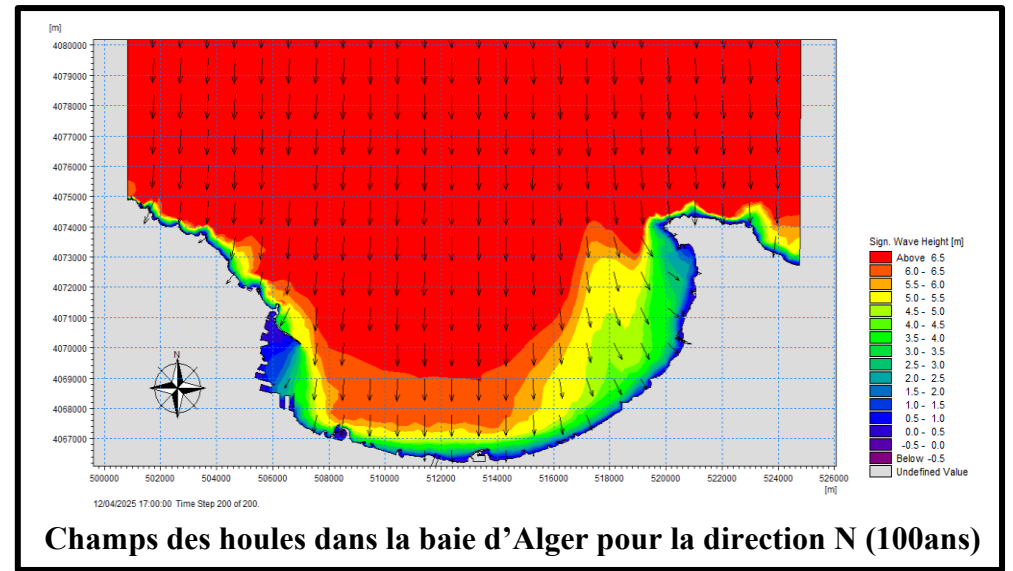 [m]
4080000
4079000
4078000
4077000
4076000
4075000
4074000
4073000
4072000
4071000
4070000
4069000
4068000
4067000
N
500000 502000 504000 506000 508000 510000 512000 514000 516000 518000 520000 522000 524000 526000
[m]
12/04/2025 17:00:00 Time Step 200 of 200.
Sign. Wave Height [m]
Above 6.5
6.0 - 6.5
5.5 - 6.0
5.0 - 5.5
4.5 - 5.0
4.0 - 4.5
3.5 - 4.0
3.0 - 3.5
2.5 - 3.0
2.0 - 2.5
1.5 - 2.0
1.0 - 1.5
0.5 - 1.0
0.0 - 0.5
-0.5 - 0.0
Below -0.5
Undefined Value
Champs des houles dans la baie d’Alger pour la direction N (100ans)